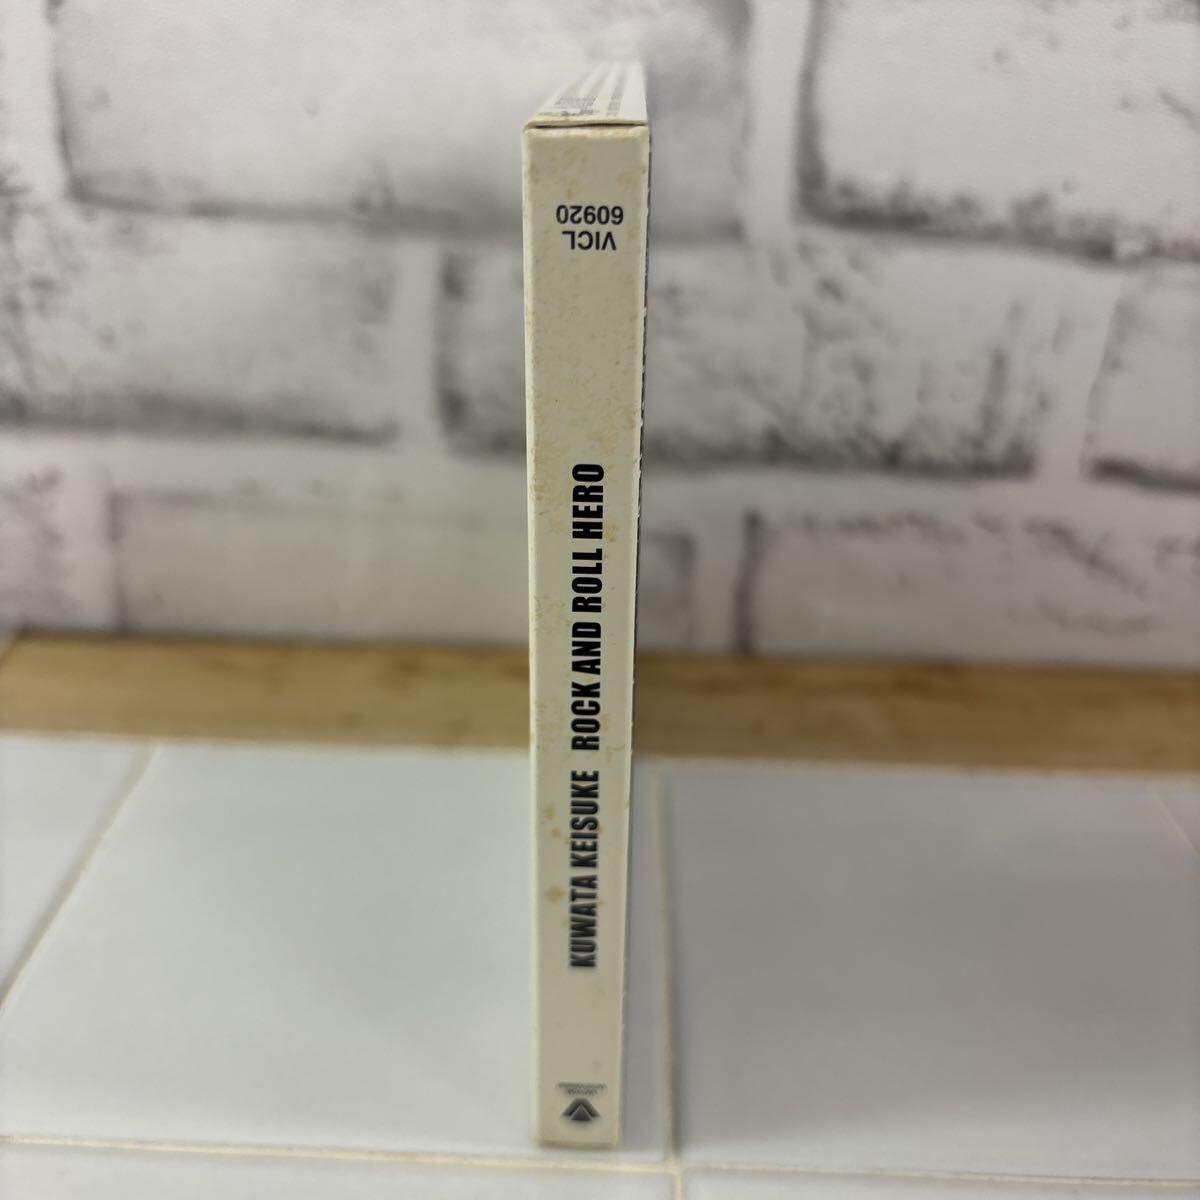 VICL
60920
KUWATA KEISUKE ROCK AND ROLL HERO